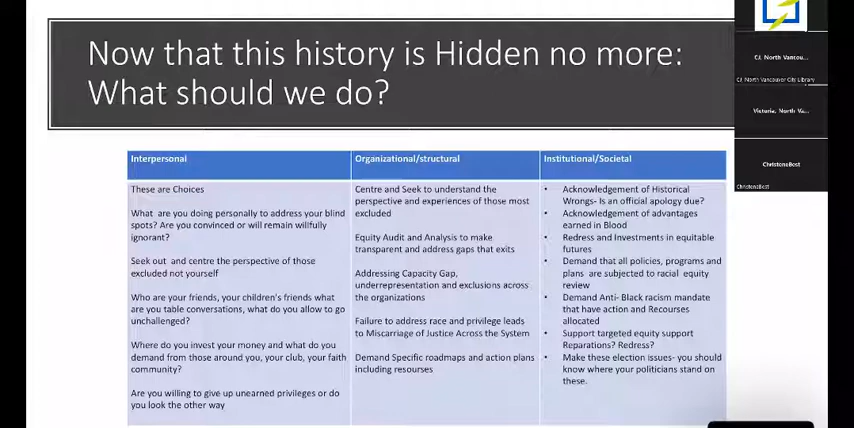 Now that this history is Hidden no more:
What should we do?
Interpersonal
These are Choices
What are you doing personally to address your blind
spots? Are you convinced or will remain willfully
ignorant?
Seek out and centre the perspective of those
excluded not yourself
Who are your friends, your children's friends what
are you table conversations, what do you allow to go
unchallenged?
Where do you invest your money and what do you
demand from those around you, your club, your faith
community?
Are you willing to give up unearned privileges or do
you look the other way
Organizational/structural
Centre and Seek to understand the
perspective and experiences of those most
excluded
Equity Audit and Analysis to make
transparent and address gaps that exits
Addressing Capacity Gap,
underrepresentation and exclusions across
the organizations
Failure to address race and privilege leads
to Miscarriage of Justice Across the System
Demand Specific roadmaps and action plans
including resourses
Institutional/Societal
• Acknowledgement of Historical
Wrongs- Is an official apology due?
• Acknowledgement of advantages
earned in Blood
• Redress and Investments in equitable
futures
• Demand that all policies, programs and
plans are subjected to racial equity
review
• Demand Anti- Black racism mandate
that have action and Recourses
allocated
• Support targeted equity support
Reparations? Redress?
• Make these election issues- you should
know where your politicians stand on
these.
CJ, North Vancou...
CJ, North Vancouver City Library
Victoria, North Va...
ChristoneBest
ChristoneBest